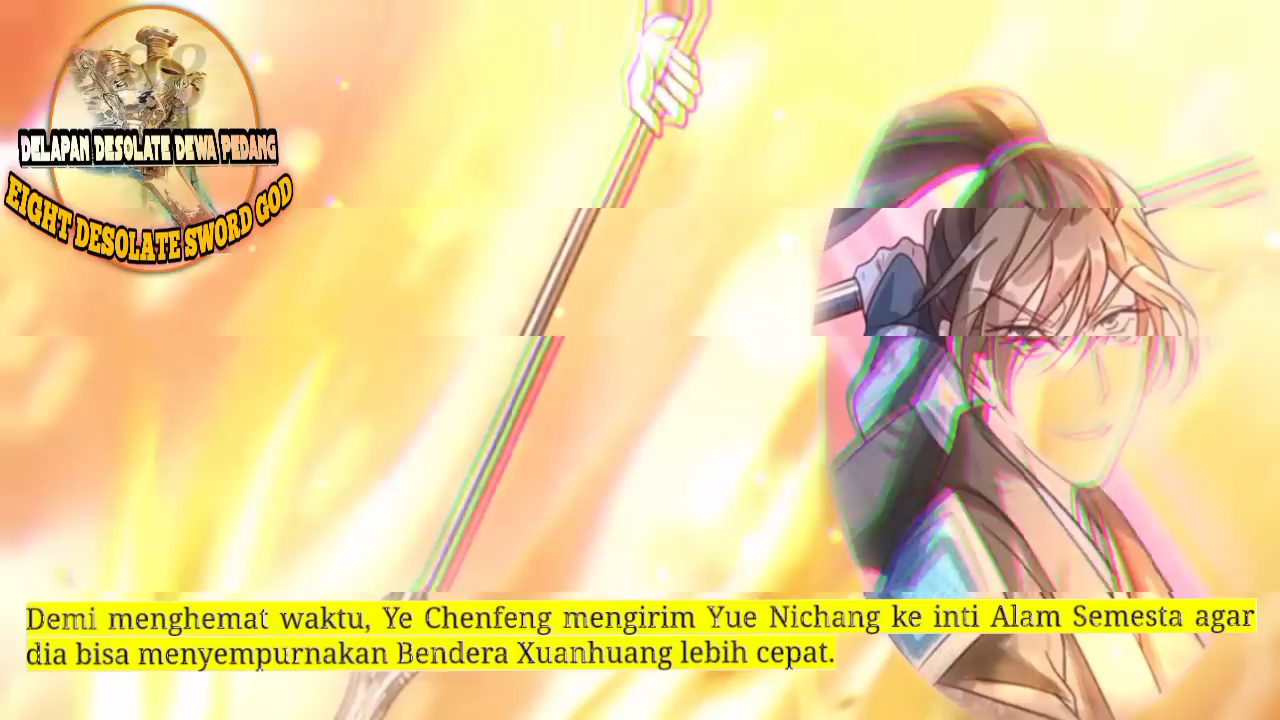 DELAPAN DESOLATE DEWA PEDANG
EIGHT DESOLATE SWORD GOD
Demi menghemat waktu, Ye Chenfeng mengirim Yue Nichang ke inti Alam Semesta agar
dia bisa menyempurnakan Bendera Xuanhuang lebih cepat.